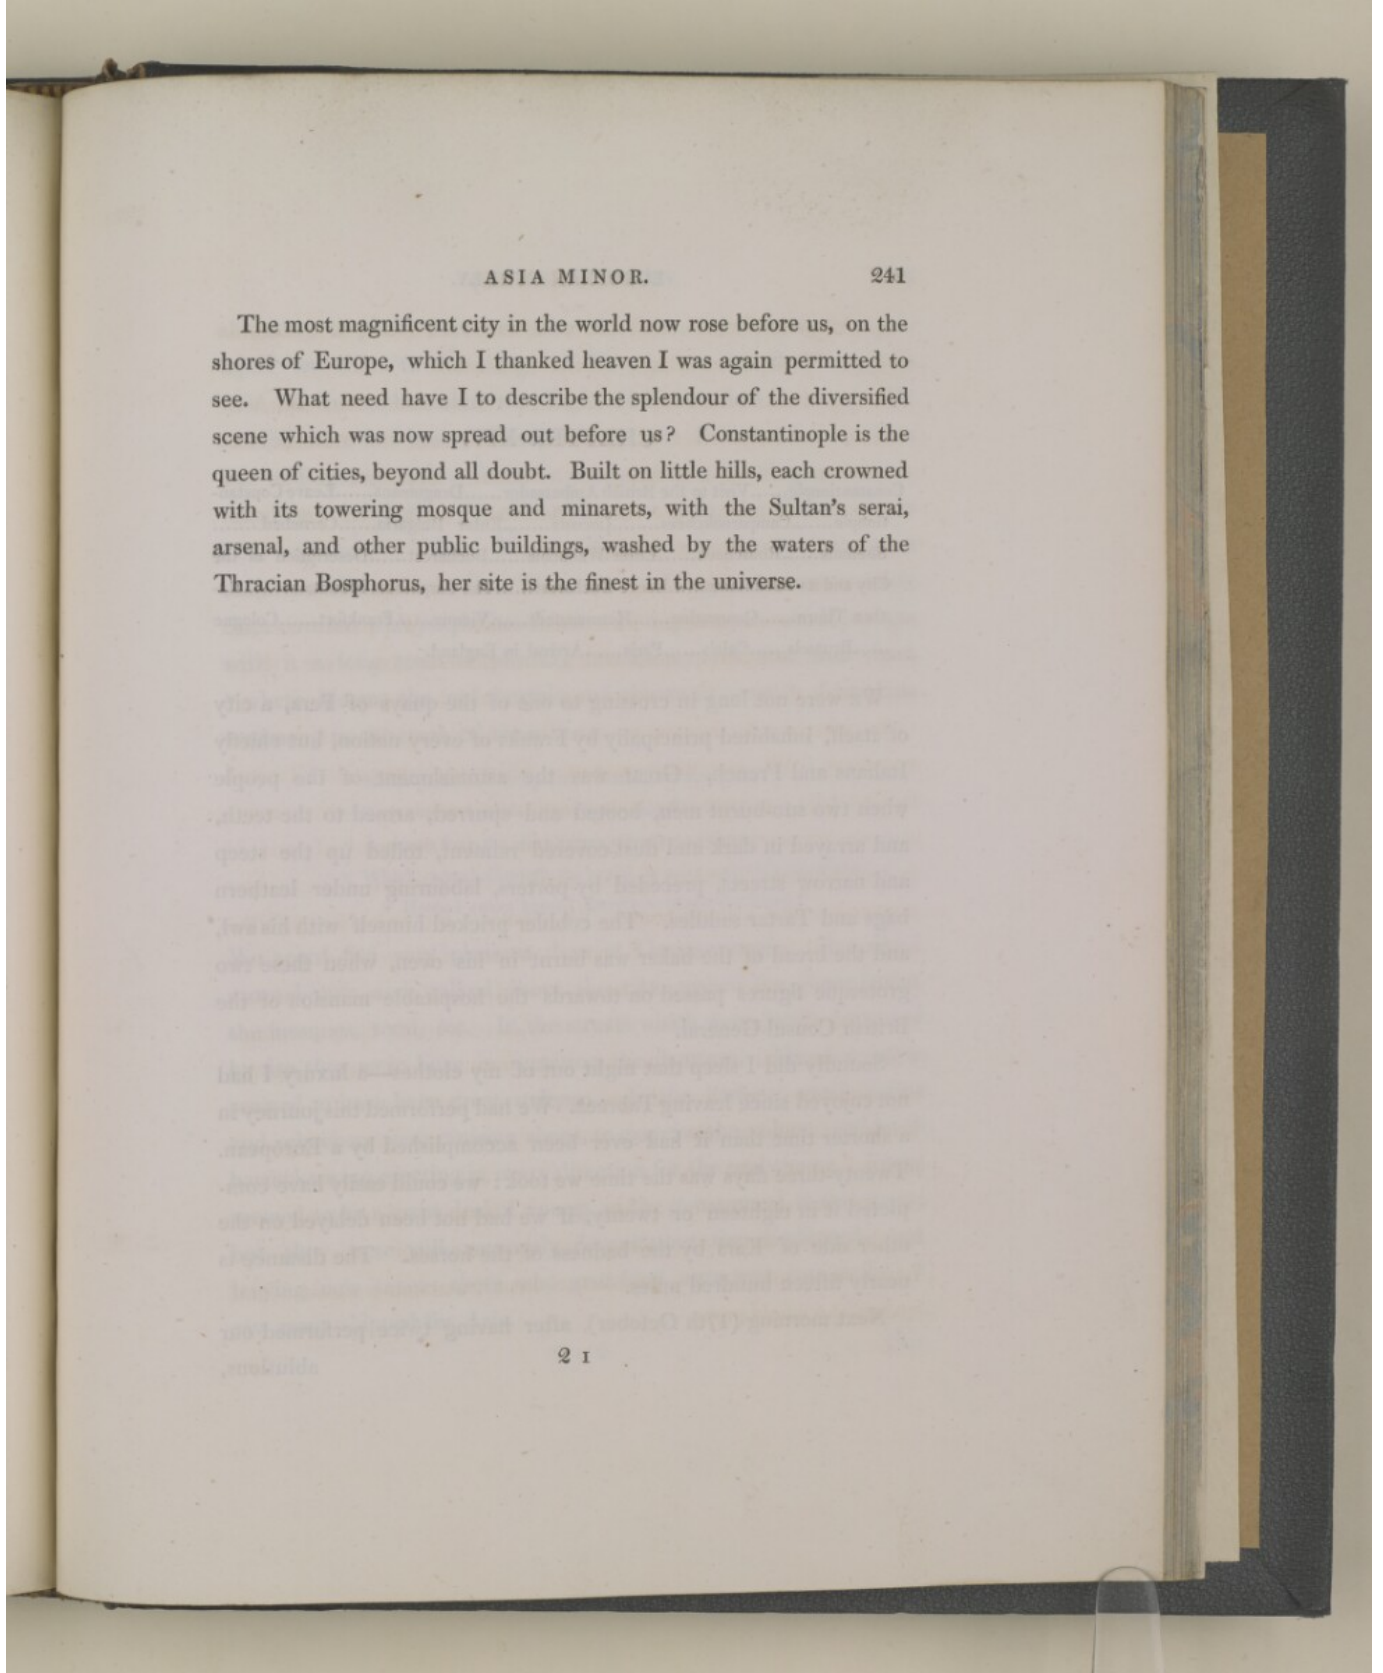 ASIA MINOR. 241
The most magnificent city in the world now rose before us, on the
shores of Europe, which I thanked heaven I was again permitted to
see. What need have I to describe the splendour of the diversified
scene which was now spread out before us? Constantinople is the
queen of cities, beyond all doubt. Built on little hills, each crowned
with its towering mosque and minarets, with the Sultan's serai,
arsenal, and other public buildings, washed by the waters of the
Thracian Bosphorus, her site is the finest in the universe.
2 I